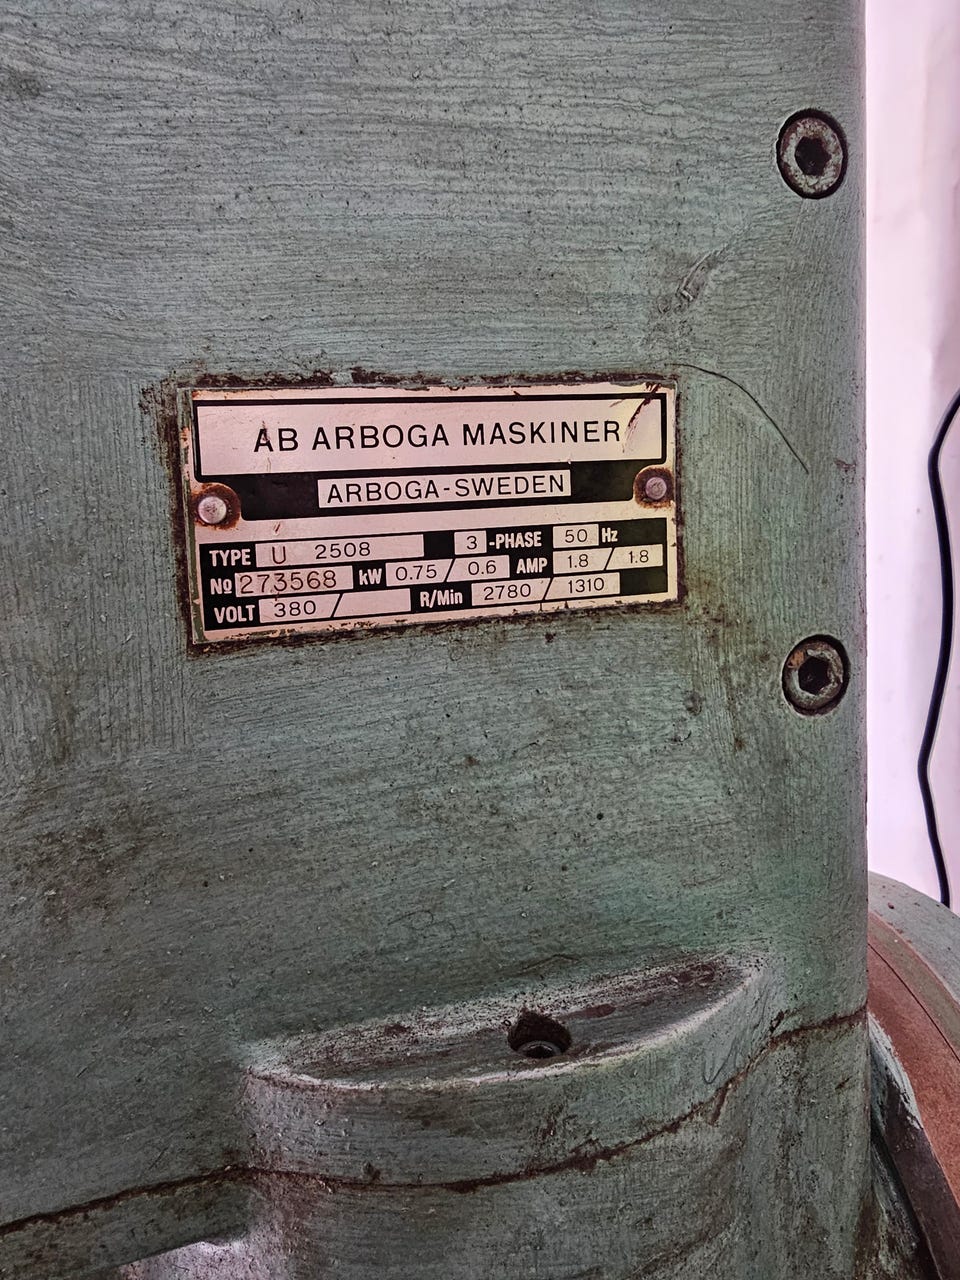 AB ARBOGA MASKINER
ARBOGA-SWEDEN
TYPE U 2508 3 -PHASE 50 Hz
No 273568 kW 0.75 / 0.6 AMP 1.8 / 1.8
VOLT 380 / R/Min 2780 / 1310